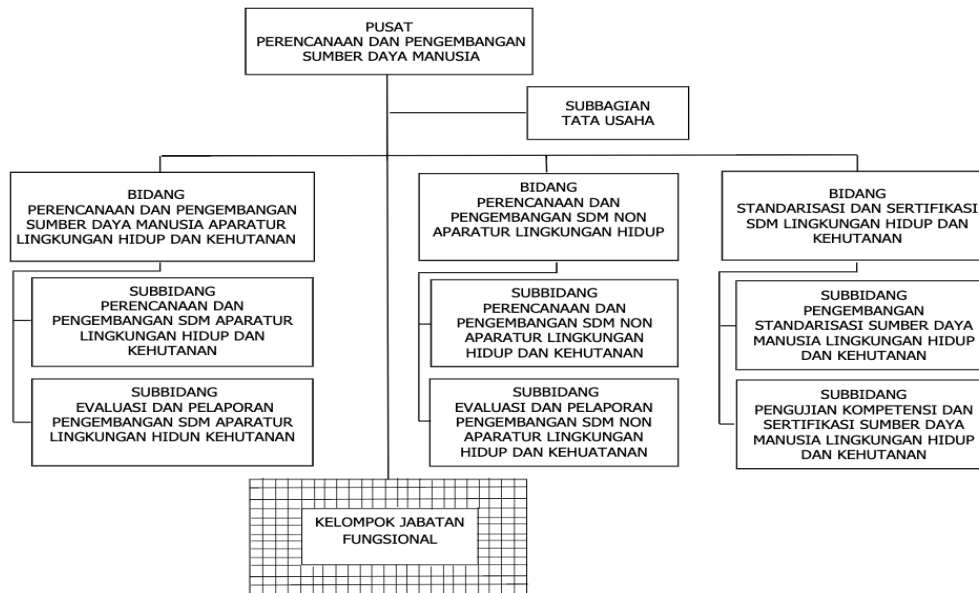 PUSAT
PERENCANAAN DAN PENGEMBANGAN
SUMBER DAYA MANUSIA
SUBBAGIAN
TATA USAHA
BIDANG
PERENCANAAN DAN PENGEMBANGAN
SUMBER DAYA MANUSIA APARATUR
LINGKUNGAN HIDUP DAN KEHUTANAN
SUBBIDANG
PERENCANAAN DAN
PENGEMBANGAN SDM APARATUR
LINGKUNGAN HIDUP DAN
KEHUTANAN
SUBBIDANG
EVALUASI DAN PELAPORAN
PENGEMBANGAN SDM APARATUR
LINGKUNGAN HIDUN KEHUTANAN
BIDANG
PERENCANAAN DAN
PENGEMBANGAN SDM NON
APARATUR LINGKUNGAN HIDUP
SUBBIDANG
PERENCANAAN DAN
PENGEMBANGAN SDM NON
APARATUR LINGKUNGAN
HIDUP DAN KEHUTANAN
SUBBIDANG
EVALUASI DAN PELAPORAN
PENGEMBANGAN SDM NON
APARATUR LINGKUNGAN
HIDUP DAN KEHUATANAN
BIDANG
STANDARISASI DAN SERTIFIKASI
SDM LINGKUNGAN HIDUP DAN
KEHUTANAN
SUBBIDANG
PENGEMBANGAN
STANDARISASI SUMBER DAYA
MANUSIA LINGKUNGAN HIDUP
DAN KEHUTANAN
SUBBIDANG
PENGUJIAN KOMPETENSI DAN
SERTIFIKASI SUMBER DAYA
MANUSIA LINGKUNGAN HIDUP
DAN KEHUTANAN
KELOMPOK JABATAN
FUNGSIONAL